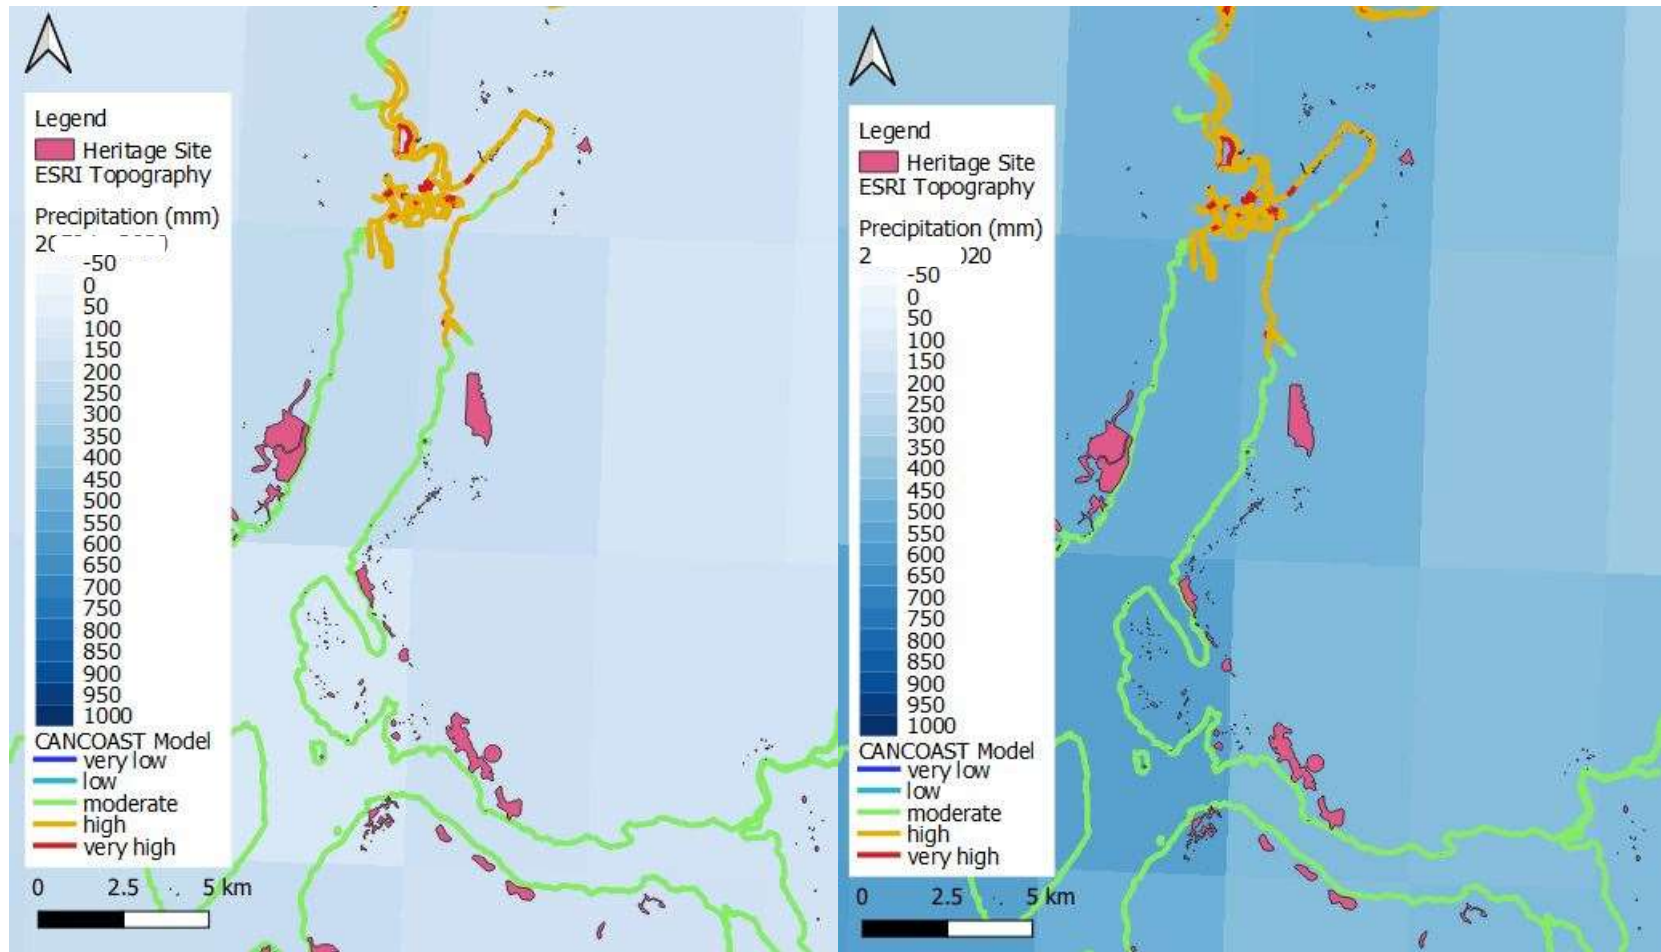 Legend
Heritage Site
ESRI Topography
Precipitation (mm)
-50
0
50
100
150
200
250
300
350
400
450
500
550
600
650
700
750
800
850
900
950
1000
CANCOAST Model
very low
low
moderate
high
very high
0 2.5 5 km
Legend
Heritage Site
ESRI Topography
Precipitation (mm)
2 020
-50
0
50
100
150
200
250
300
350
400
450
500
550
600
650
700
750
800
850
900
950
1000
CANCOAST Model
very low
low
moderate
high
very high
0 2.5 5 km